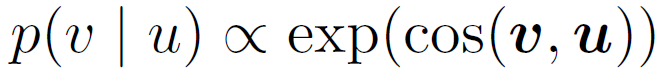 p(v | u) ∝ exp(cos(𝒗, 𝒖))